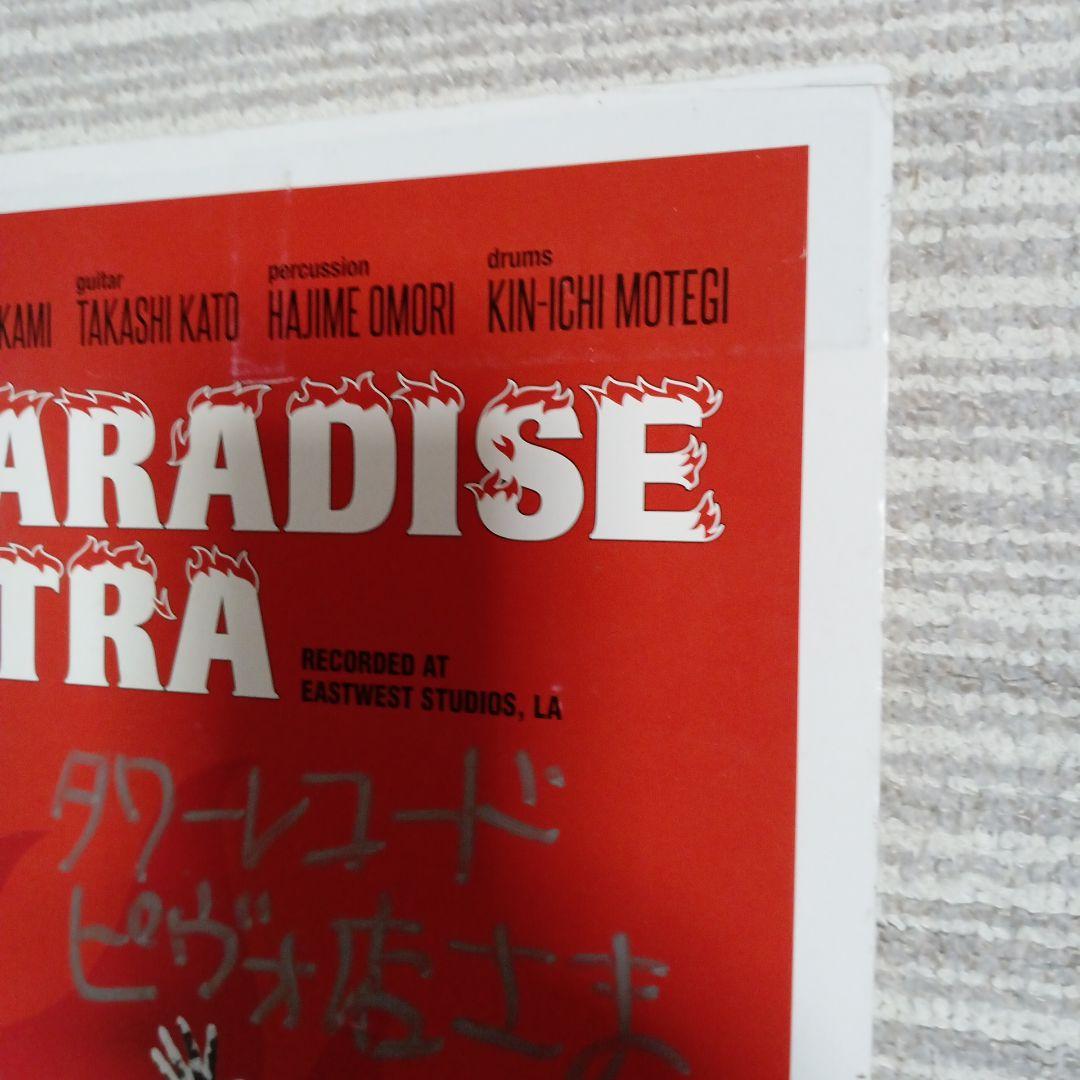 guitar percussion drums
KAMI TAKASHI KATO HAJIME OMORI KIN-ICHI MOTEGI
ARADISE
TRA
RECORDED AT
EASTWEST STUDIOS, LA
タワーレコード
ピヴォ店さま